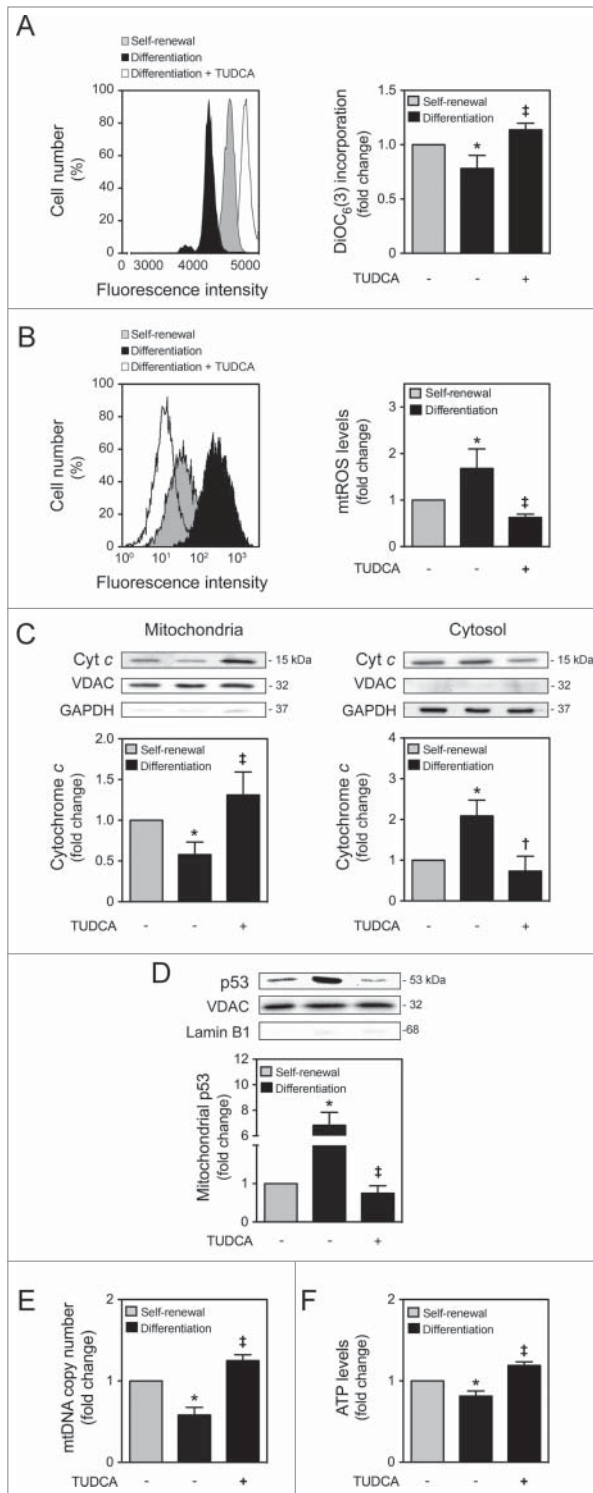 A
Self-renewal
Differentiation
Differentiation + TUDCA
Cell number
(%)
100
80
60
40
20
0
0 3000 4000 5000
Fluorescence intensity
DiOC6(3) incorporation
(fold change)
1.5
1.0
0.5
0
Self-renewal
Differentiation
*
‡
TUDCA - - +
B
Self-renewal
Differentiation
Differentiation + TUDCA
Cell number
(%)
100
80
60
40
20
0
10⁰ 10¹ 10² 10³
Fluorescence intensity
mtROS levels
(fold change)
3
2
1
0
Self-renewal
Differentiation
*
‡
TUDCA - - +
C
Mitochondria
Cyt c - 15 kDa
VDAC - 32
GAPDH - 37
Cytochrome c
(fold change)
2.0
1.5
1.0
0.5
0
Self-renewal
Differentiation
*
‡
TUDCA - - +
Cytosol
Cyt c - 15 kDa
VDAC - 32
GAPDH - 37
Cytochrome c
(fold change)
4
3
2
1
0
Self-renewal
Differentiation
*
†
TUDCA - - +
D
p53 - 53 kDa
VDAC - 32
Lamin B1 -68
Mitochondrial p53
(fold change)
12
10
8
6
1
0
Self-renewal
Differentiation
*
‡
TUDCA - - +
E
mtDNA copy number
(fold change)
2
1
0
Self-renewal
Differentiation
*
‡
TUDCA - - +
F
ATP levels
(fold change)
2
1
0
Self-renewal
Differentiation
*
‡
TUDCA - - +